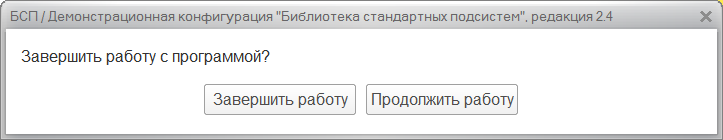 БСП / Демонстрационная конфигурация "Библиотека стандартных подсистем", редакция 2.4
Завершить работу с программой?
Завершить работу Продолжить работу